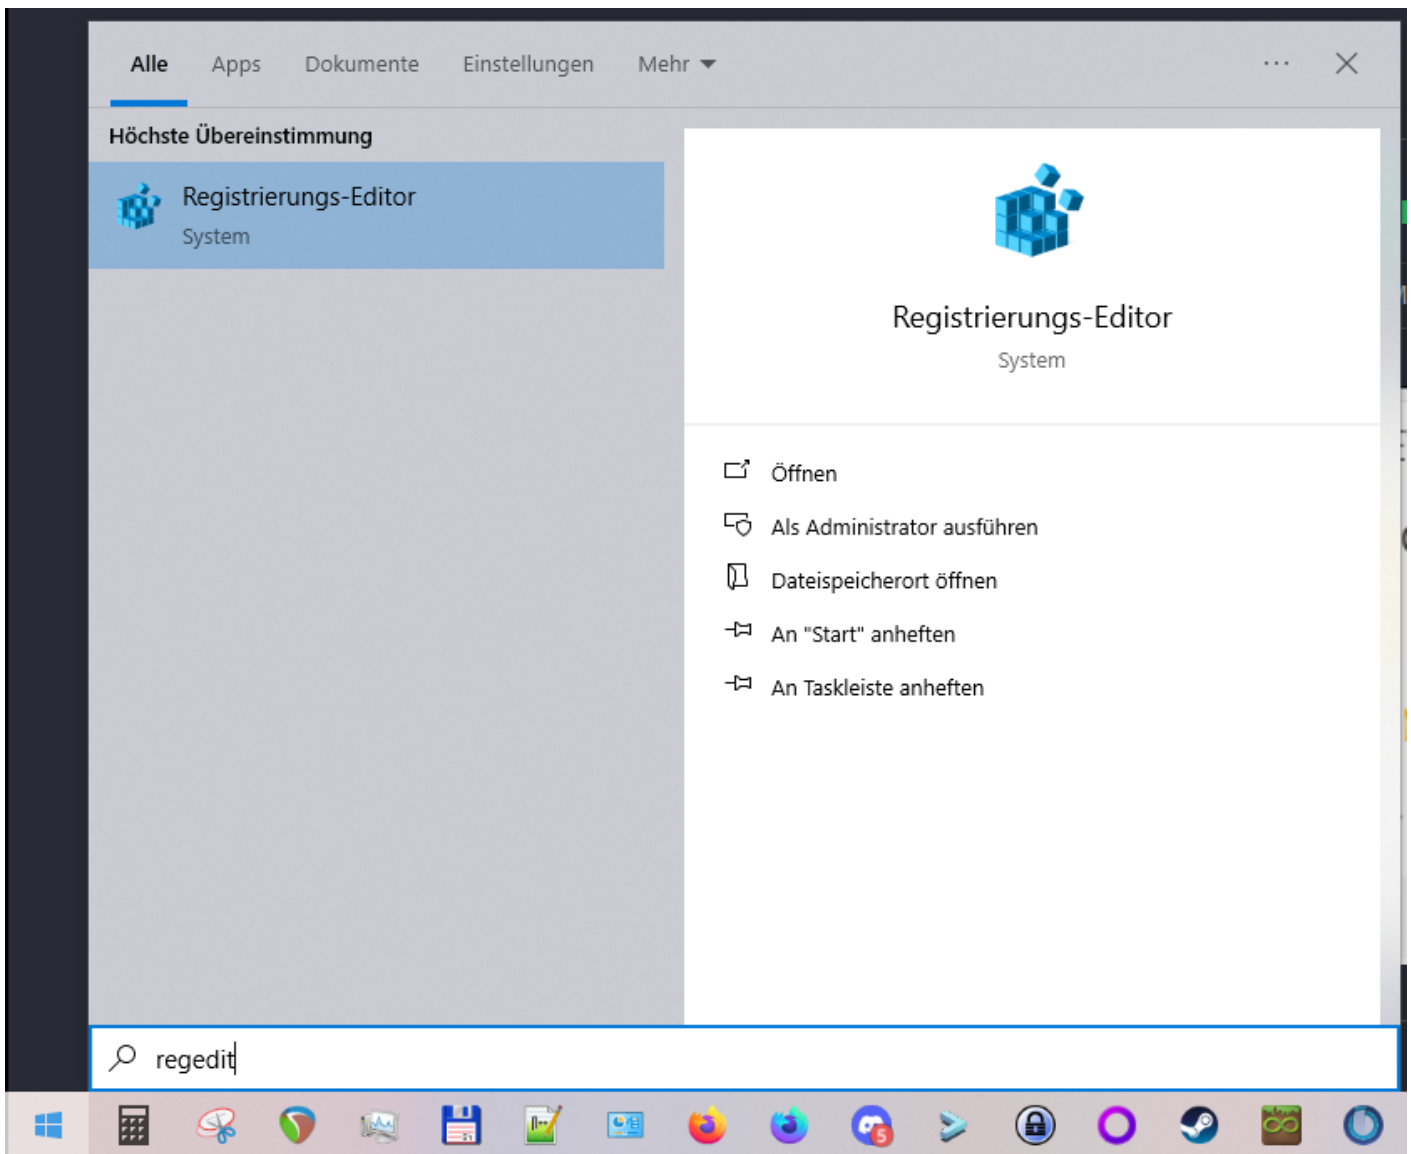 Alle Apps Dokumente Einstellungen Mehr
Höchste Übereinstimmung
Registrierungs-Editor
System
Registrierungs-Editor
System
Öffnen
Als Administrator ausführen
Dateispeicherort öffnen
An "Start" anheften
An Taskleiste anheften
regedit
5